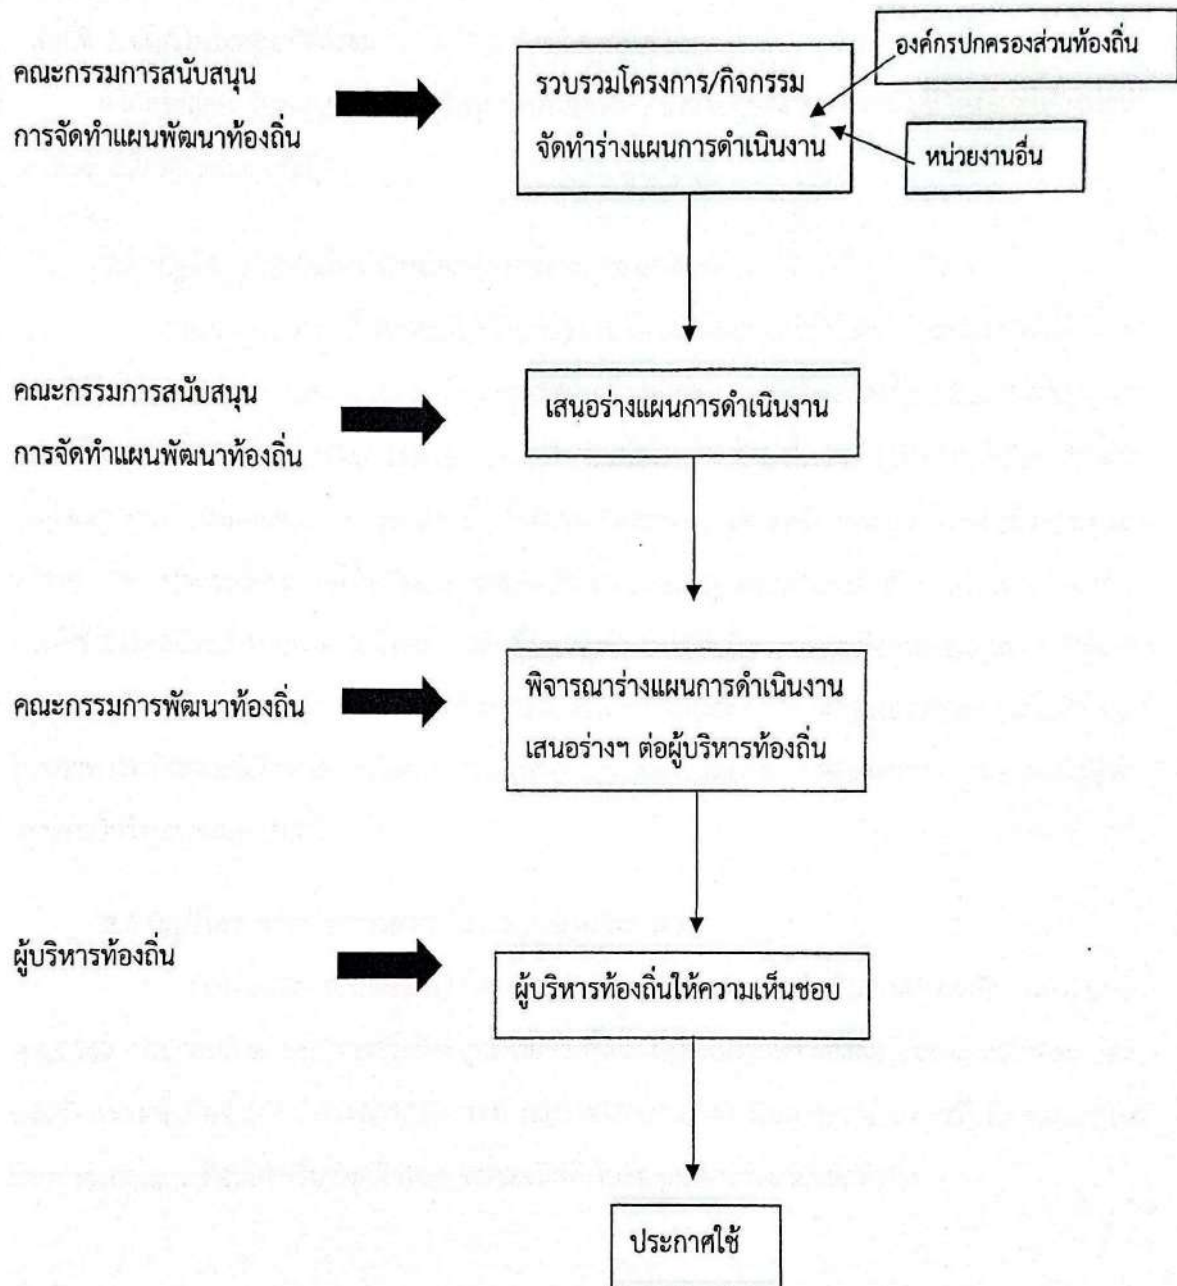 องค์กรปกครองส่วนท้องถิ่น
คณะกรรมการสนับสนุน
การจัดทำแผนพัฒนาท้องถิ่น
รวบรวมโครงการ/กิจกรรม
จัดทำร่างแผนการดำเนินงาน
หน่วยงานอื่น
คณะกรรมการสนับสนุน
การจัดทำแผนพัฒนาท้องถิ่น
เสนอร่างแผนการดำเนินงาน
คณะกรรมการพัฒนาท้องถิ่น
พิจารณาร่างแผนการดำเนินงาน
เสนอร่างฯ ต่อผู้บริหารท้องถิ่น
ผู้บริหารท้องถิ่น
ผู้บริหารท้องถิ่นให้ความเห็นชอบ
ประกาศใช้